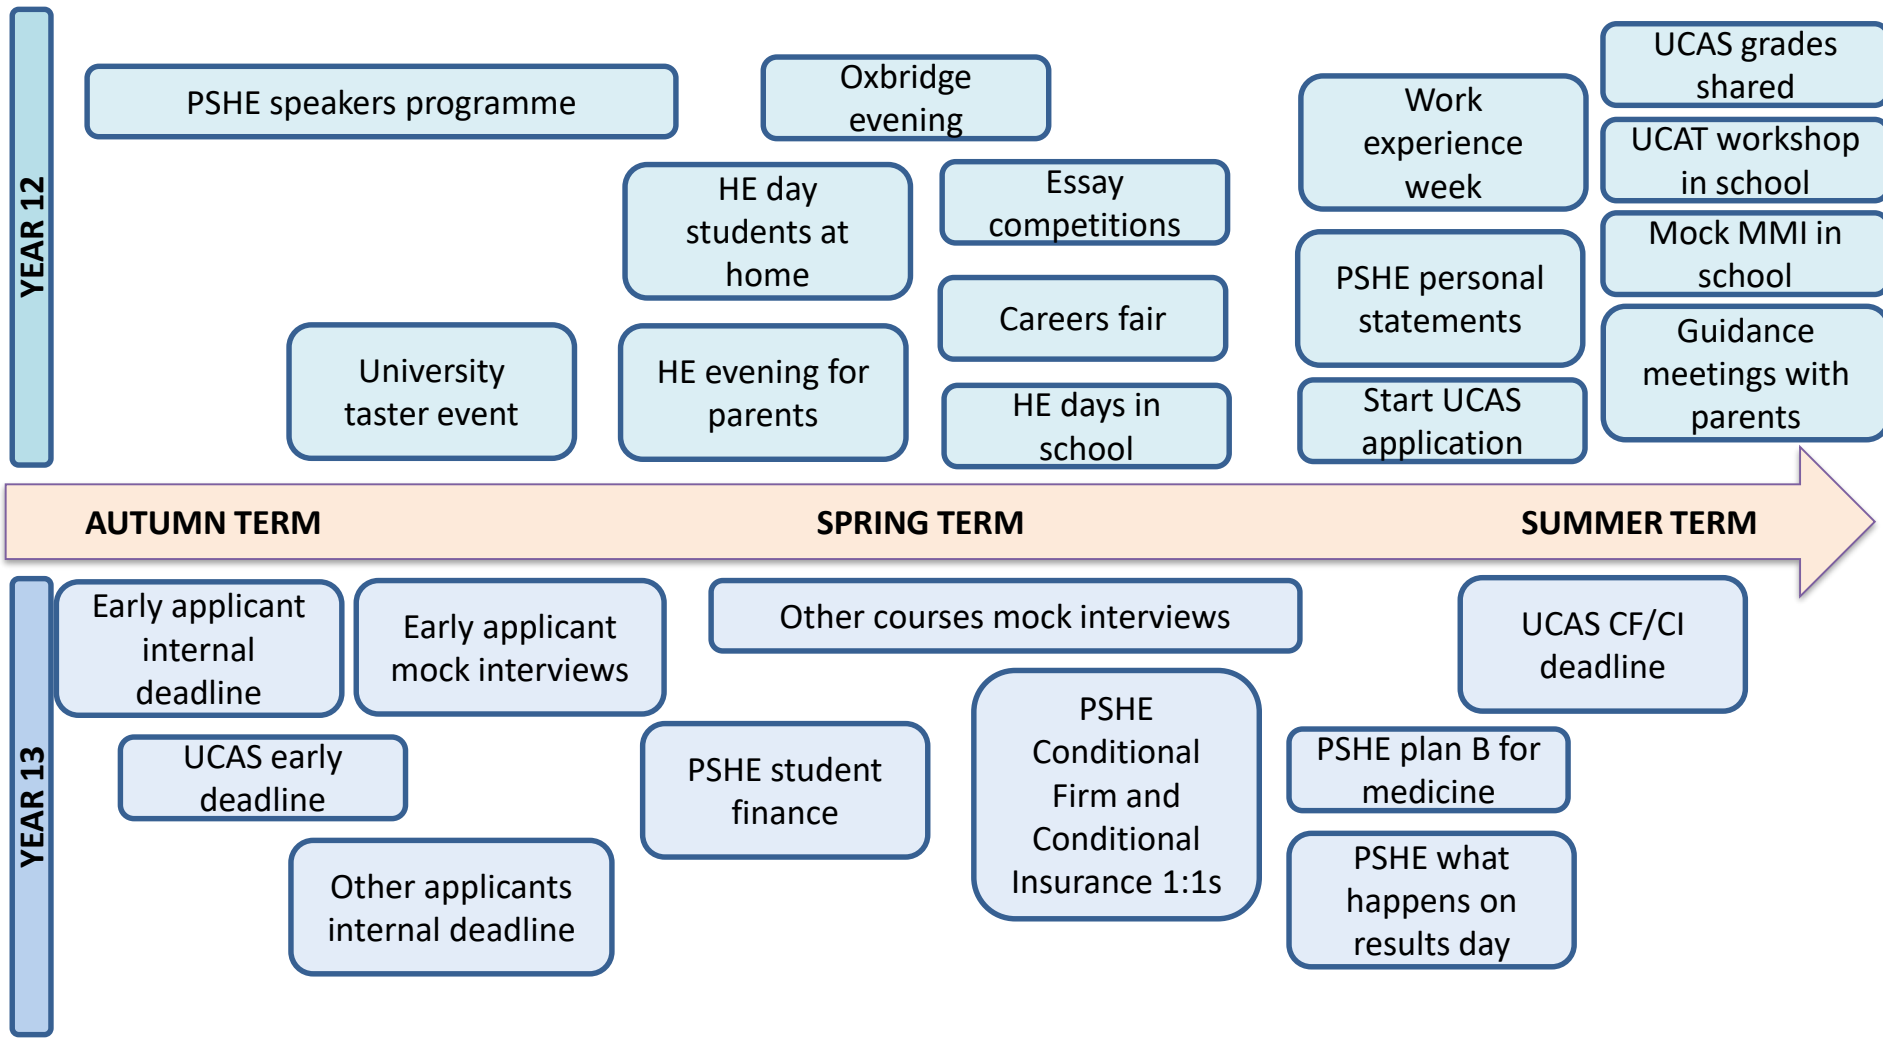 YEAR 12
PSHE speakers programme
University
taster event
HE day
students at
home
HE evening for
parents
Oxbridge
evening
Essay
competitions
Careers fair
HE days in
school
Work
experience
week
PSHE personal
statements
Start UCAS
application
UCAS grades
shared
UCAT workshop
in school
Mock MMI in
school
Guidance
meetings with
parents
AUTUMN TERM
SPRING TERM
SUMMER TERM
YEAR 13
Early applicant
internal
deadline
UCAS early
deadline
Other applicants
internal deadline
Early applicant
mock interviews
PSHE student
finance
Other courses mock interviews
PSHE
Conditional
Firm and
Conditional
Insurance 1:1s
PSHE plan B for
medicine
PSHE what
happens on
results day
UCAS CF/CI
deadline